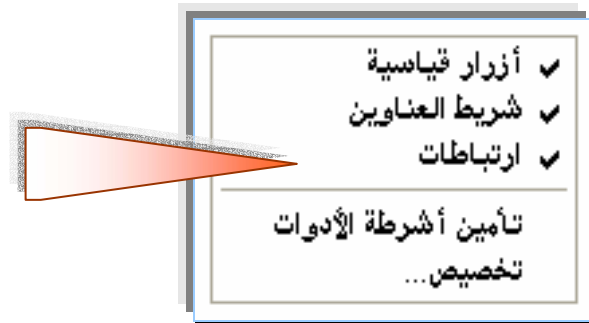 ✓ أزرار قياسية
✓ شريط العناوين
✓ ارتباطات
تأمين أشرطة الأدوات
تخصيص...